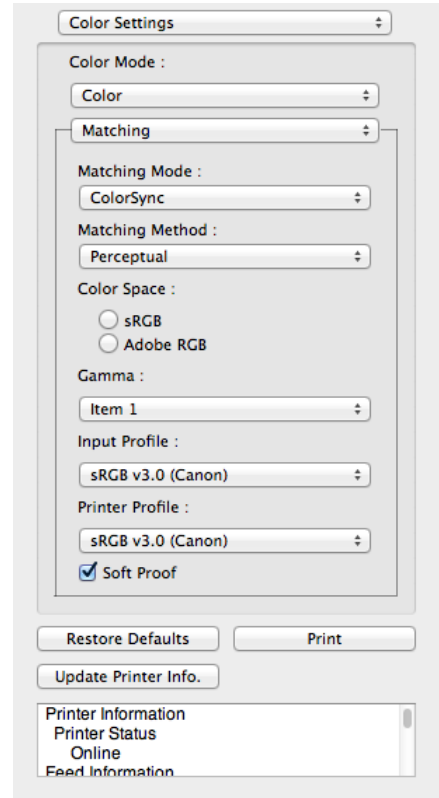 Color Settings
Color Mode :
Color
Matching
Matching Mode :
ColorSync
Matching Method :
Perceptual
Color Space :
sRGB
Adobe RGB
Gamma :
Item 1
Input Profile :
sRGB v3.0 (Canon)
Printer Profile :
sRGB v3.0 (Canon)
Soft Proof
Restore Defaults Print
Update Printer Info.
Printer Information
Printer Status
Online
Feed Information